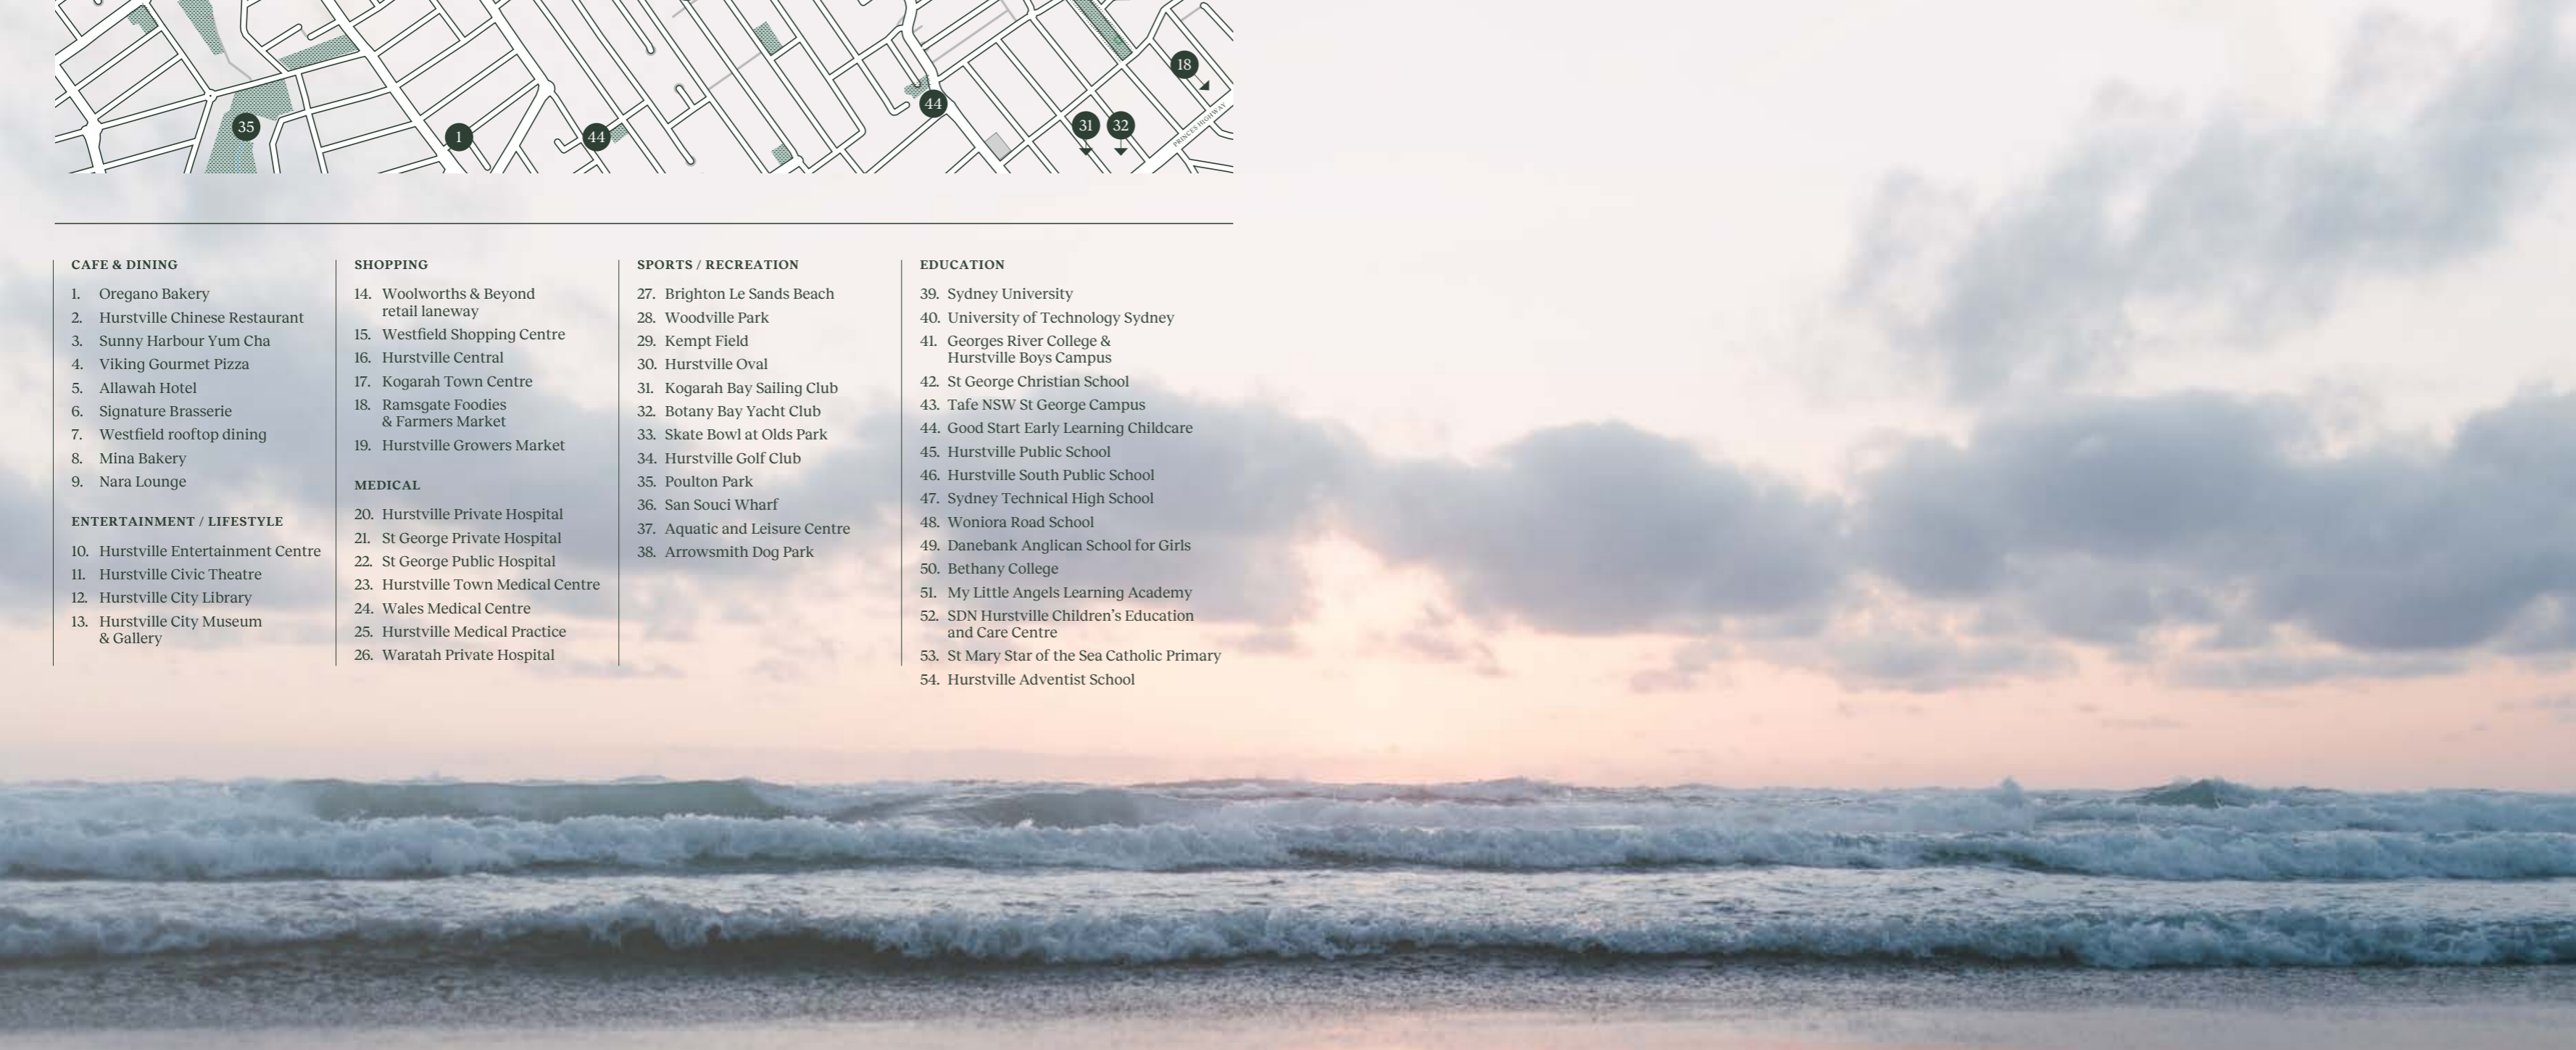 18
44
31 32
35
1
44
PRINCES HIGHWAY
CAFE & DINING
1. Oregano Bakery
2. Hurstville Chinese Restaurant
3. Sunny Harbour Yum Cha
4. Viking Gourmet Pizza
5. Allawah Hotel
6. Signature Brasserie
7. Westfield rooftop dining
8. Mina Bakery
9. Nara Lounge
ENTERTAINMENT / LIFESTYLE
10. Hurstville Entertainment Centre
11. Hurstville Civic Theatre
12. Hurstville City Library
13. Hurstville City Museum
& Gallery
SHOPPING
14. Woolworths & Beyond
retail laneway
15. Westfield Shopping Centre
16. Hurstville Central
17. Kogarah Town Centre
18. Ramsgate Foodies
& Farmers Market
19. Hurstville Growers Market
MEDICAL
20. Hurstville Private Hospital
21. St George Private Hospital
22. St George Public Hospital
23. Hurstville Town Medical Centre
24. Wales Medical Centre
25. Hurstville Medical Practice
26. Waratah Private Hospital
SPORTS / RECREATION
27. Brighton Le Sands Beach
28. Woodville Park
29. Kempt Field
30. Hurstville Oval
31. Kogarah Bay Sailing Club
32. Botany Bay Yacht Club
33. Skate Bowl at Olds Park
34. Hurstville Golf Club
35. Poulton Park
36. San Souci Wharf
37. Aquatic and Leisure Centre
38. Arrowsmith Dog Park
EDUCATION
39. Sydney University
40. University of Technology Sydney
41. Georges River College &
Hurstville Boys Campus
42. St George Christian School
43. Tafe NSW St George Campus
44. Good Start Early Learning Childcare
45. Hurstville Public School
46. Hurstville South Public School
47. Sydney Technical High School
48. Woniora Road School
49. Danebank Anglican School for Girls
50. Bethany College
51. My Little Angels Learning Academy
52. SDN Hurstville Children’s Education
and Care Centre
53. St Mary Star of the Sea Catholic Primary
54. Hurstville Adventist School